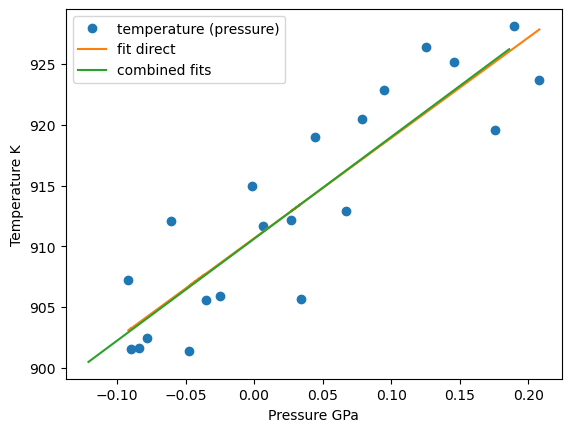 temperature (pressure)
fit direct
combined fits
925
920
915
910
905
900
Temperature K
−0.10
−0.05
0.00
0.05
0.10
0.15
0.20
Pressure GPa